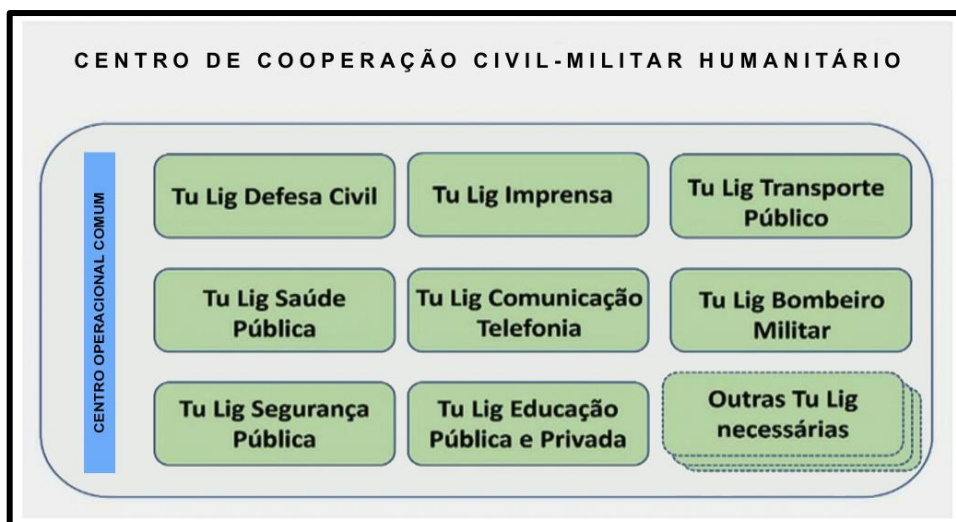 CENTRO DE COOPERAÇÃO CIVIL-MILITAR HUMANITÁRIO
CENTRO OPERACIONAL COMUM
Tu Lig Defesa Civil
Tu Lig Imprensa
Tu Lig Transporte
Público
Tu Lig Saúde
Pública
Tu Lig Comunicação
Telefonia
Tu Lig Bombeiro
Militar
Tu Lig Segurança
Pública
Tu Lig Educação
Pública e Privada
Outras Tu Lig
necessárias